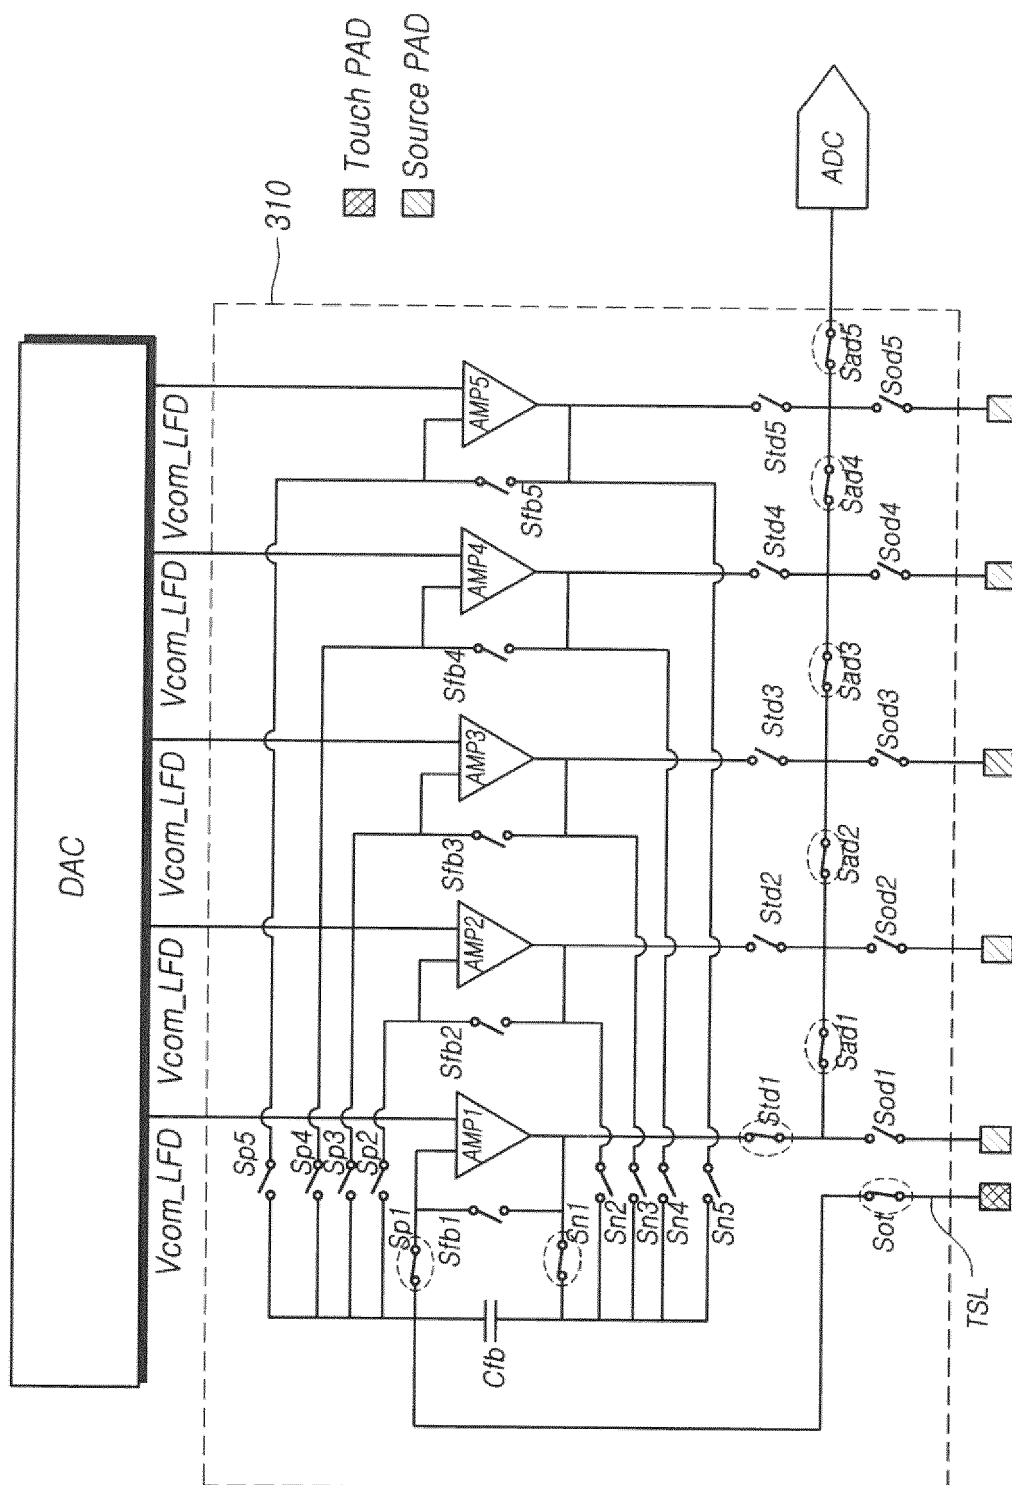 DAC
Vcom_LFD
Vcom_LFD
Vcom_LFD
Vcom_LFD
Vcom_LFD
310
Touch PAD
Source PAD
Sp5
Sp4
Sp3
Sp2
Sp1
Sfb1
Sfb2
Sfb3
Sfb4
Sfb5
AMP1
AMP2
AMP3
AMP4
AMP5
Cfb
Sn1
Sn2
Sn3
Sn4
Sn5
Std1
Std2
Std3
Std4
Std5
Sad1
Sad2
Sad3
Sad4
Sad5
ADC
Sot
Sod1
Sod2
Sod3
Sod4
Sod5
TSL